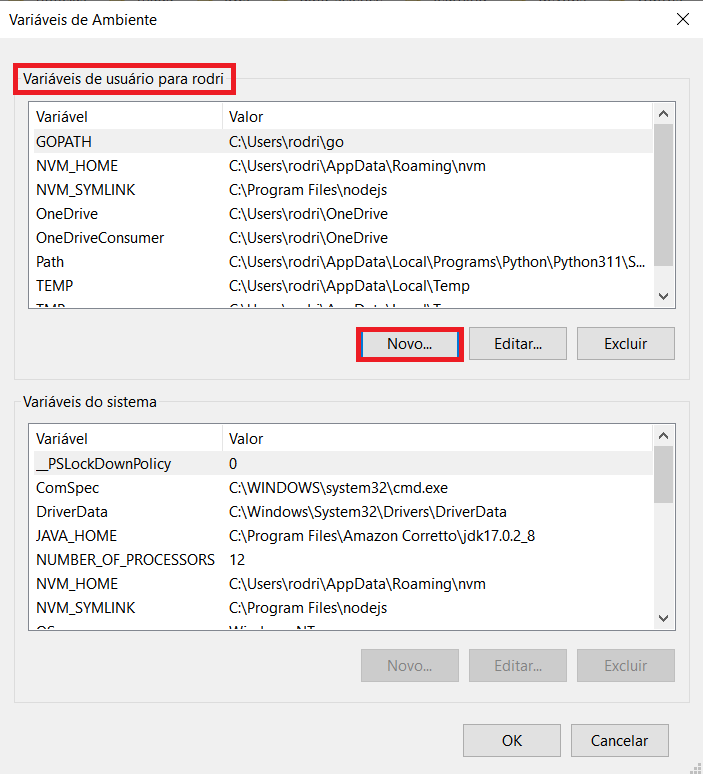 Variáveis de Ambiente
Variáveis de usuário para rodri
Variável Valor
GOPATH C:\Users\rodri\go
NVM_HOME C:\Users\rodri\AppData\Roaming\nvm
NVM_SYMLINK C:\Program Files\nodejs
OneDrive C:\Users\rodri\OneDrive
OneDriveConsumer C:\Users\rodri\OneDrive
Path C:\Users\rodri\AppData\Local\Programs\Python\Python311\S...
TEMP C:\Users\rodri\AppData\Local\Temp
Novo... Editar... Excluir
Variáveis do sistema
Variável Valor
__PSLockDownPolicy 0
ComSpec C:\WINDOWS\system32\cmd.exe
DriverData C:\Windows\System32\Drivers\DriverData
JAVA_HOME C:\Program Files\Amazon Corretto\jdk17.0.2_8
NUMBER_OF_PROCESSORS 12
NVM_HOME C:\Users\rodri\AppData\Roaming\nvm
NVM_SYMLINK C:\Program Files\nodejs
Novo... Editar... Excluir
OK Cancelar